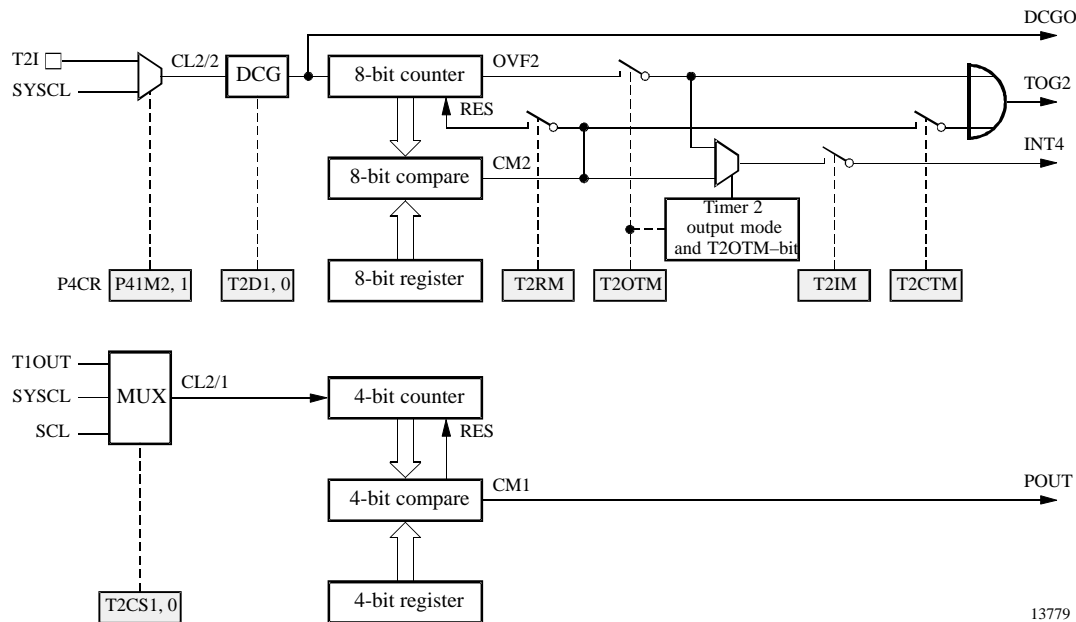 DCGO
T2I
CL2/2
DCG
8-bit counter
OVF2
SYSCL
TOG2
RES
INT4
8-bit compare
CM2
Timer 2
output mode
and T2OTM–bit
8-bit register
P4CR
P41M2, 1
T2D1, 0
T2RM
T2OTM
T2IM
T2CTM
T1OUT
SYSCL
SCL
MUX
CL2/1
4-bit counter
RES
4-bit compare
CM1
POUT
T2CS1, 0
4-bit register
13779